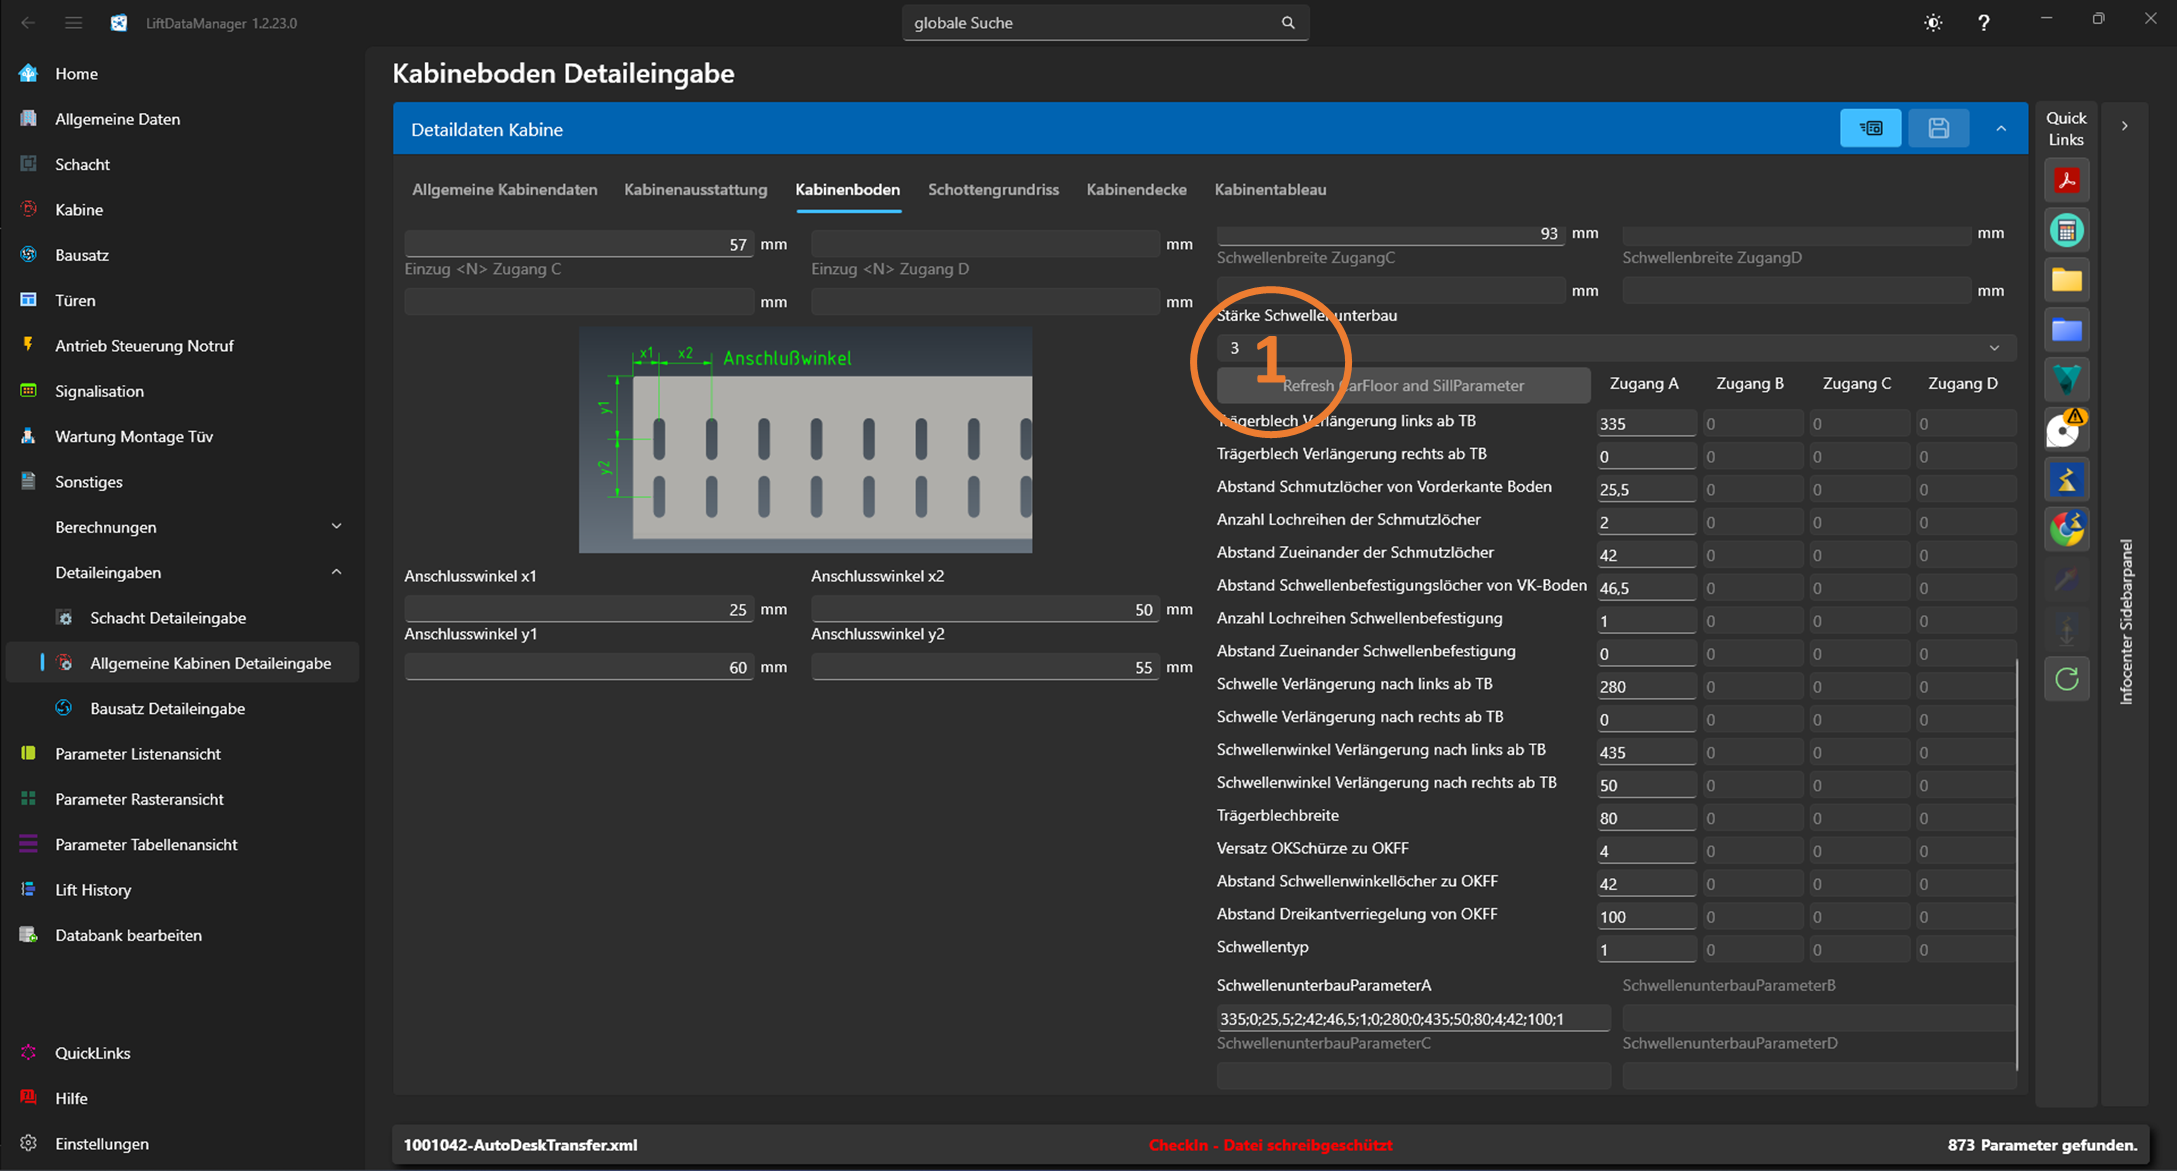 LiftDataManager 1.2.23.0
globale Suche
?
Home
Allgemeine Daten
Schacht
Kabine
Bausatz
Türen
Antrieb Steuerung Notruf
Signalisation
Wartung Montage Tüv
Sonstiges
Berechnungen
Detaileingaben
Schacht Detaileingabe
Allgemeine Kabinen Detaileingabe
Bausatz Detaileingabe
Parameter Listenansicht
Parameter Rasteransicht
Parameter Tabellenansicht
Lift History
Databank bearbeiten
QuickLinks
Hilfe
Einstellungen
Kabineboden Detaileingabe
Detaildaten Kabine
Allgemeine Kabinendaten Kabinenausstattung Kabinenboden Schottengrundriss Kabinendecke Kabinentableau
57 mm mm
Einzug <N> Zugang C Einzug <N> Zugang D
mm mm
x1 x2 Anschlußwinkel
y1
y2
Anschlusswinkel x1 Anschlusswinkel x2
25 mm 50 mm
Anschlusswinkel y1 Anschlusswinkel y2
60 mm 55 mm
93 mm mm
Schwellenbreite ZugangC Schwellenbreite ZugangD
mm mm
Stärke Schwellenunterbau
3
1
Refresh CarFloor and SillParameter Zugang A Zugang B Zugang C Zugang D
Trägerblech Verlängerung links ab TB 335 0 0 0
Trägerblech Verlängerung rechts ab TB 0 0 0 0
Abstand Schmutzlöcher von Vorderkante Boden 25,5 0 0 0
Anzahl Lochreihen der Schmutzlöcher 2 0 0 0
Abstand Zueinander der Schmutzlöcher 42 0 0 0
Abstand Schwellenbefestigungslöcher von VK-Boden 46,5 0 0 0
Anzahl Lochreihen Schwellenbefestigung 1 0 0 0
Abstand Zueinander Schwellenbefestigung 0 0 0 0
Schwelle Verlängerung nach links ab TB 280 0 0 0
Schwelle Verlängerung nach rechts ab TB 0 0 0 0
Schwellenwinkel Verlängerung nach links ab TB 435 0 0 0
Schwellenwinkel Verlängerung nach rechts ab TB 50 0 0 0
Trägerblechbreite 80 0 0 0
Versatz OKSchürze zu OKFF 4 0 0 0
Abstand Schwellenwinkellöcher zu OKFF 42 0 0 0
Abstand Dreikantverriegelung von OKFF 100 0 0 0
Schwellentyp 1 0 0 0
SchwellenunterbauParameterA SchwellenunterbauParameterB
335;0;25,5;2;42;46,5;1;0;280;0;435;50;80;4;42;100;1
SchwellenunterbauParameterC SchwellenunterbauParameterD
Quick
Links
Infocenter Sidebarpanel
1001042-AutoDeskTransfer.xml CheckIn - Datei schreibgeschützt 873 Parameter gefunden.